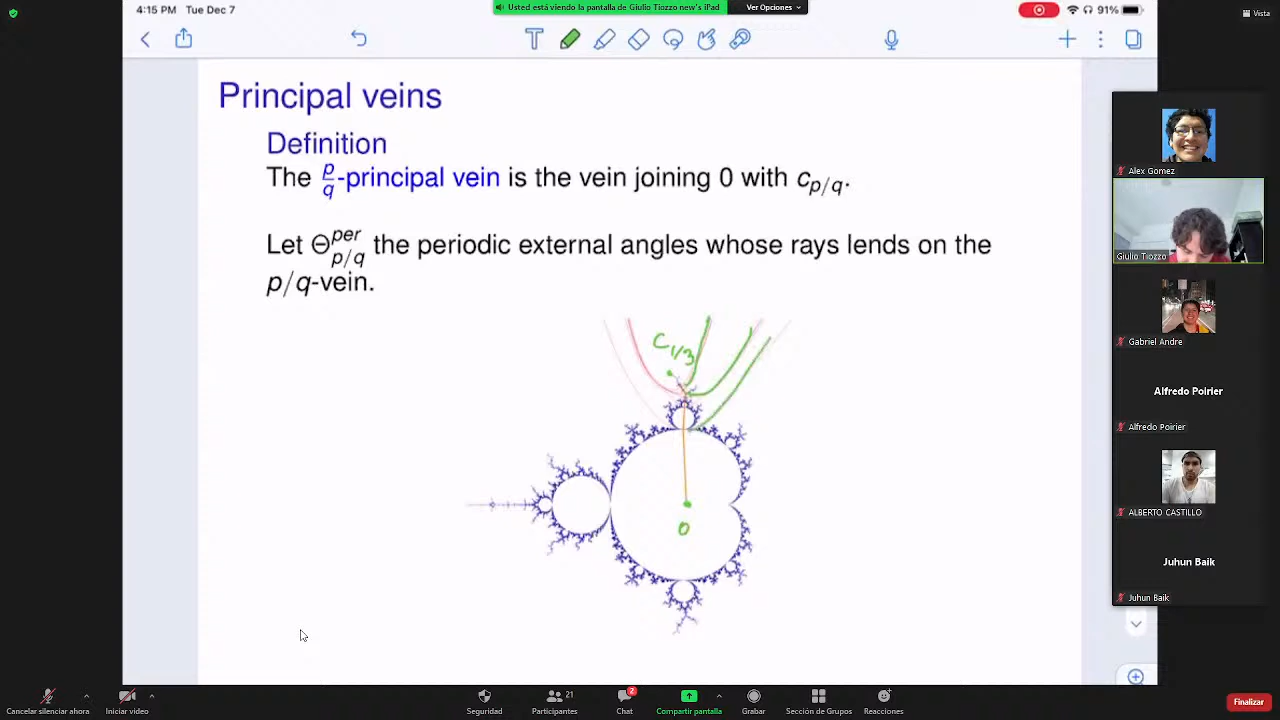 4:15 PM Tue Dec 7
Usted está viendo la pantalla de Giulio Tiozzo new's iPad
Ver Opciones
91%
Vista
Principal veins
Definition
The p/q-principal vein is the vein joining 0 with c_{p/q}.
Let Θ^{per}_{p/q} the periodic external angles whose rays lends on the
p/q-vein.
C_{1/3}
0
Alex Gomez
Giulio Tiozzo
Gabriel Andre
Alfredo Poirier
Alfredo Poirier
ALBERTO CASTILLO
Juhun Baik
Juhun Baik
Cancelar silenciar ahora
Iniciar video
Seguridad
21
Participantes
2
Chat
Compartir pantalla
Grabar
Sección de Grupos
Reacciones
Finalizar